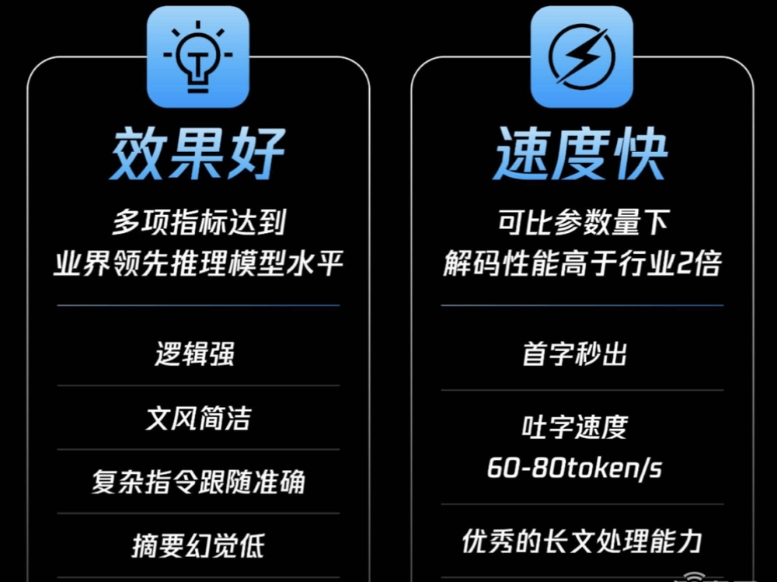 效果好
多项指标达到
业界领先推理模型水平
逻辑强
文风简洁
复杂指令跟随准确
摘要幻觉低
速度快
可比参数量下
解码性能高于行业2倍
首字秒出
吐字速度
60-80token/s
优秀的长文处理能力